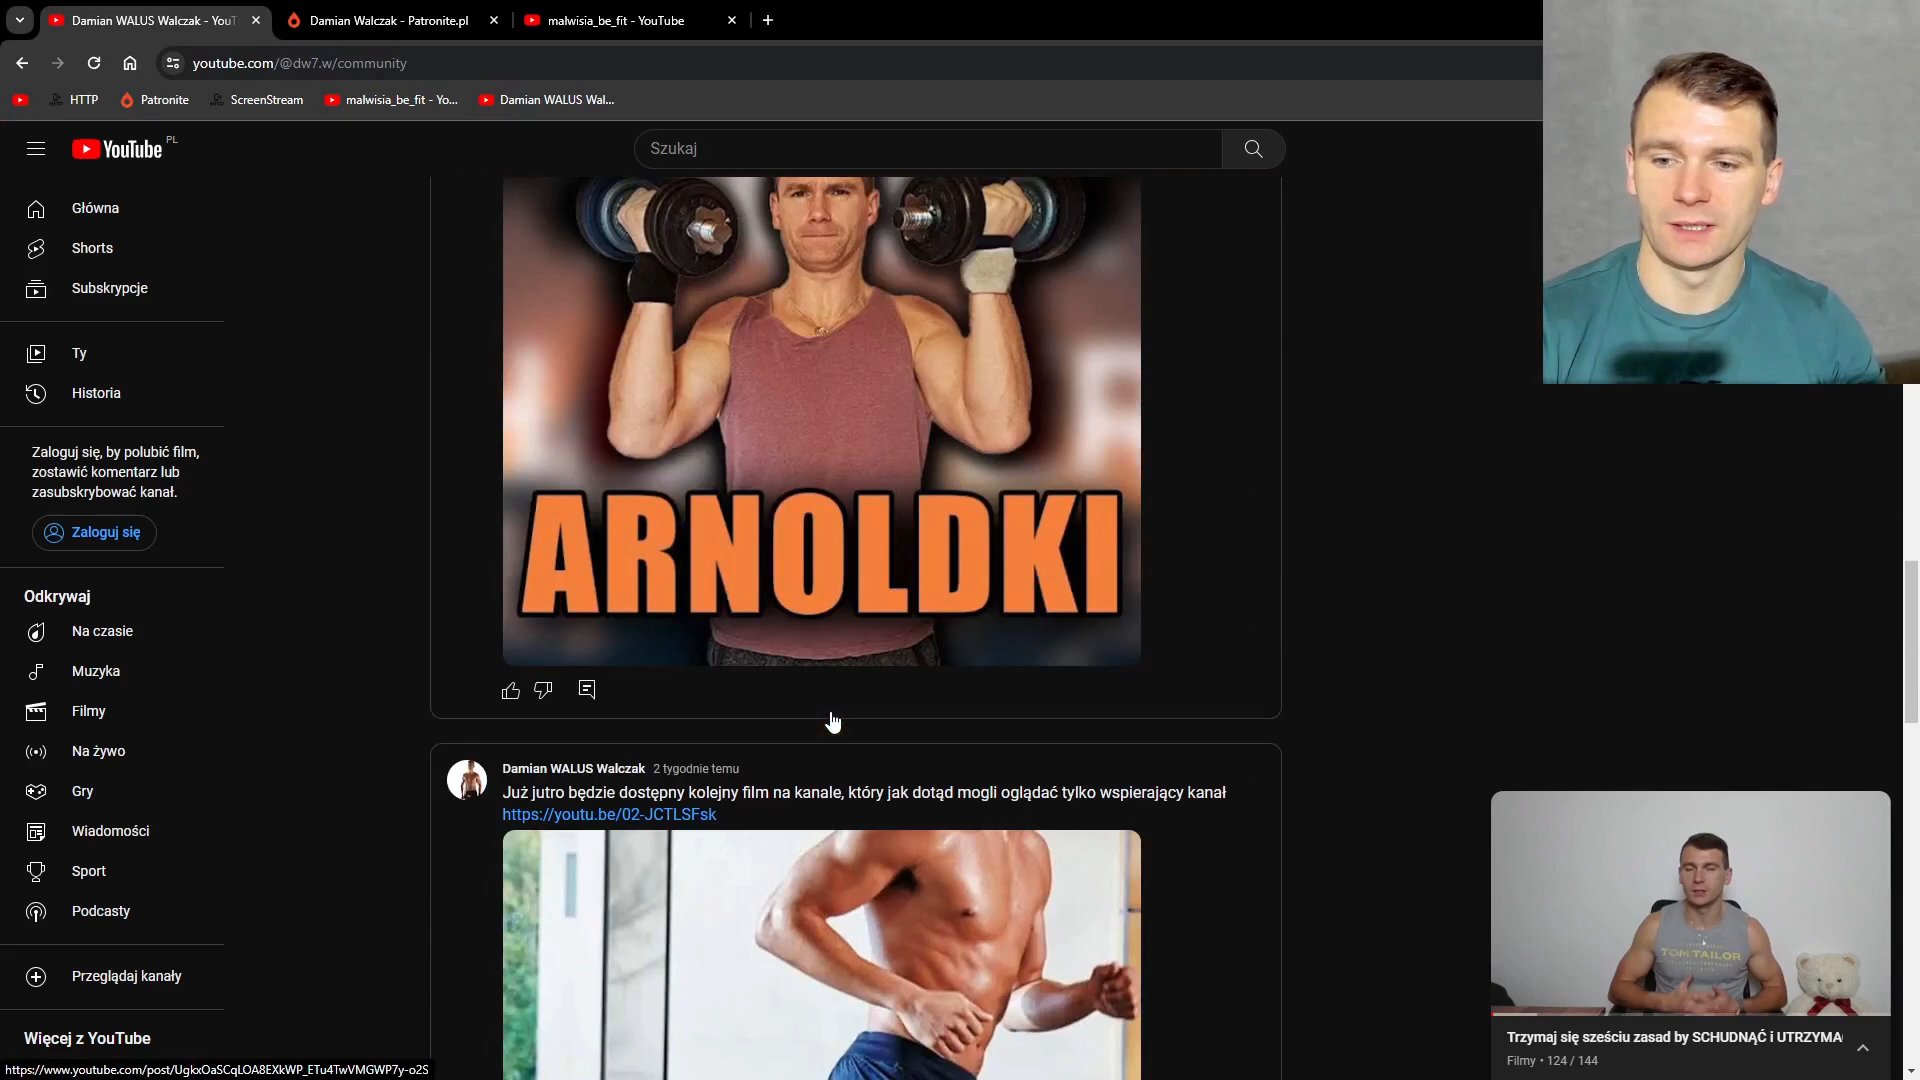 Damian WALUS Walczak - YouT
Damian Walczak - Patronite.pl
malwisia_be_fit - YouTube
youtube.com/@dw7.w/community
HTTP
Patronite
ScreenStream
malwisia_be_fit - Yo...
Damian WALUS Wal...
YouTube PL
Szukaj
Główna
Shorts
Subskrypcje
Ty
Historia
Zaloguj się, by polubić film,
zostawić komentarz lub
zasubskrybować kanał.
Zaloguj się
Odkrywaj
Na czasie
Muzyka
Filmy
Na żywo
Gry
Wiadomości
Sport
Podcasty
Przeglądaj kanały
Więcej z YouTube
ARNOLDKI
Damian WALUS Walczak 2 tygodnie temu
Już jutro będzie dostępny kolejny film na kanale, który jak dotąd mogli oglądać tylko wspierający kanał
https://youtu.be/02-JCTLSFsk
TOM TAILOR
Trzymaj się sześciu zasad by SCHUDNĄĆ i UTRZYMA
Filmy • 124 / 144
https://www.youtube.com/post/UgkxOaSCqLOA8EXkWP_ETu4TwVMGWP7y-o2S